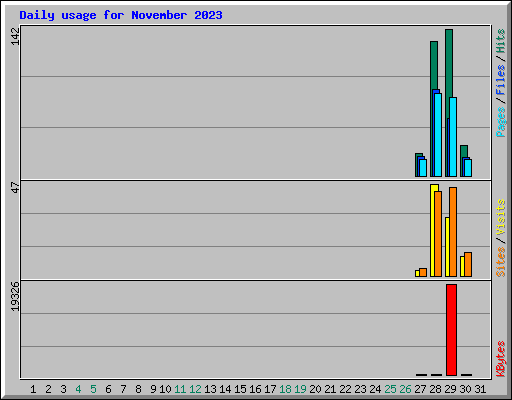 Daily usage for November 2023
142
47
19326
Pages / Files / Hits
Sites / Visits
KBytes
1 2 3 4 5 6 7 8 9 10 11 12 13 14 15 16 17 18 19 20 21 22 23 24 25 26 27 28 29 30 31